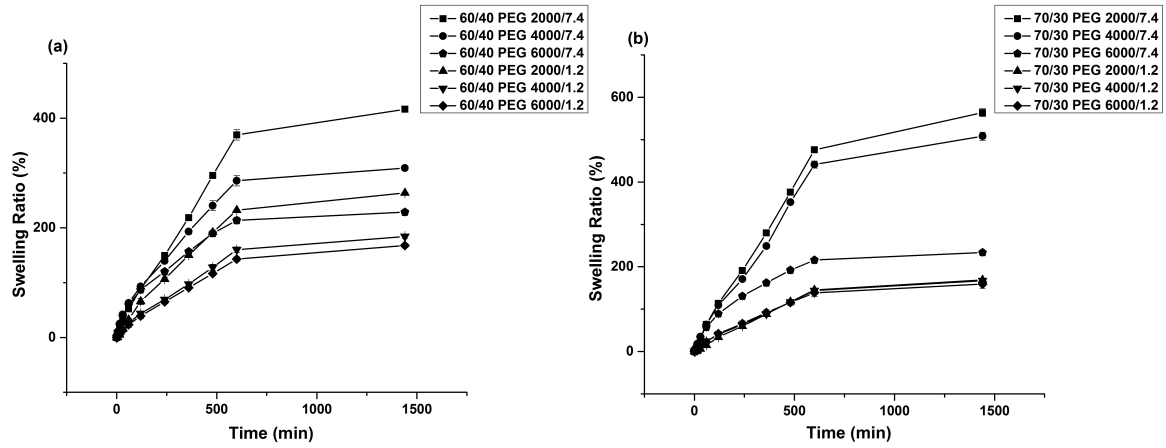 (a)
60/40 PEG 2000/7.4
60/40 PEG 4000/7.4
60/40 PEG 6000/7.4
60/40 PEG 2000/1.2
60/40 PEG 4000/1.2
60/40 PEG 6000/1.2
400
200
0
Swelling Ratio (%)
0
500
1000
1500
Time (min)
(b)
70/30 PEG 2000/7.4
70/30 PEG 4000/7.4
70/30 PEG 6000/7.4
70/30 PEG 2000/1.2
70/30 PEG 4000/1.2
70/30 PEG 6000/1.2
600
400
200
0
Swelling Ratio (%)
0
500
1000
1500
Time (min)